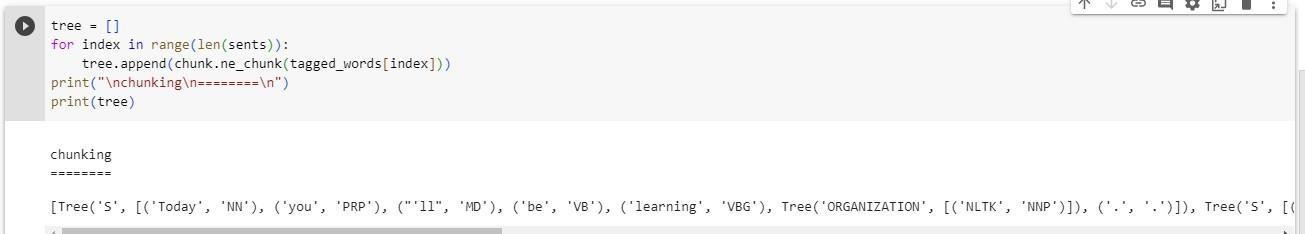 tree = []
for index in range(len(sents)):
    tree.append(chunk.ne_chunk(tagged_words[index]))
print("\nchunking\n========\n")
print(tree)
chunking
========
[Tree('S', [('Today', 'NN'), ('you', 'PRP'), ("'ll", 'MD'), ('be', 'VB'), ('learning', 'VBG'), Tree('ORGANIZATION', [('NLTK', 'NNP')]), ('.', '.')]), Tree('S', [(